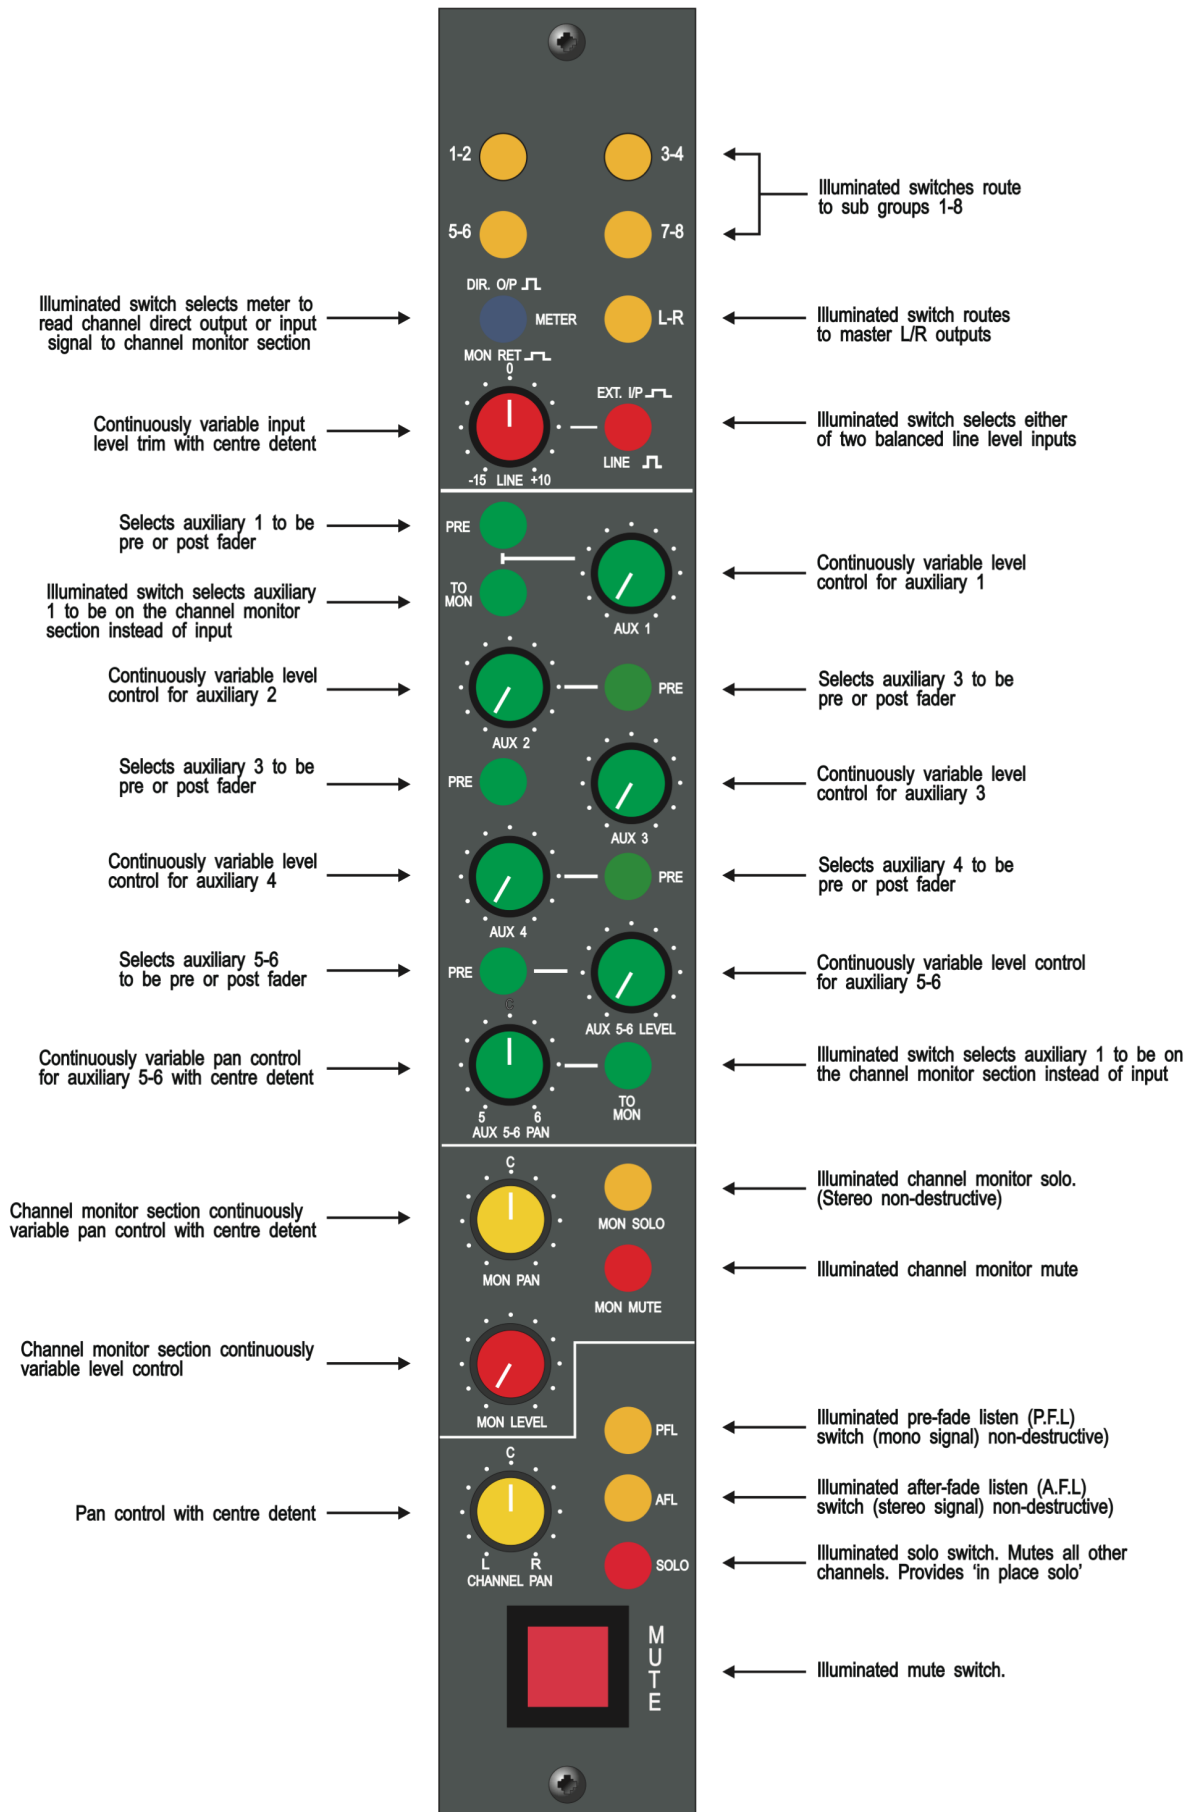 1-2
3-4
Illuminated switches route
to sub groups 1-8
5-6
7-8
DIR. O/P
Illuminated switch selects meter to
read channel direct output or input
signal to channel monitor section
METER
L-R
Illuminated switch routes
to master L/R outputs
MON RET
0
EXT. I/P
Continuously variable input
level trim with centre detent
Illuminated switch selects either
of two balanced line level inputs
LINE
-15 LINE +10
Selects auxiliary 1 to be
pre or post fader
PRE
Continuously variable level
control for auxiliary 1
Illuminated switch selects auxiliary
1 to be on the channel monitor
section instead of input
TO
MON
AUX 1
Continuously variable level
control for auxiliary 2
PRE
Selects auxiliary 3 to be
pre or post fader
AUX 2
Selects auxiliary 3 to be
pre or post fader
PRE
Continuously variable level
control for auxiliary 3
AUX 3
Continuously variable level
control for auxiliary 4
PRE
Selects auxiliary 4 to be
pre or post fader
AUX 4
Selects auxiliary 5-6
to be pre or post fader
PRE
Continuously variable level control
for auxiliary 5-6
C
AUX 5-6 LEVEL
Continuously variable pan control
for auxiliary 5-6 with centre detent
Illuminated switch selects auxiliary 1 to be on
the channel monitor section instead of input
TO
MON
5 6
AUX 5-6 PAN
C
Illuminated channel monitor solo.
(Stereo non-destructive)
MON SOLO
Channel monitor section continuously
variable pan control with centre detent
MON PAN
Illuminated channel monitor mute
MON MUTE
Channel monitor section continuously
variable level control
MON LEVEL
PFL
Illuminated pre-fade listen (P.F.L)
switch (mono signal) non-destructive)
C
AFL
Illuminated after-fade listen (A.F.L)
switch (stereo signal) non-destructive)
Pan control with centre detent
L R
CHANNEL PAN
SOLO
Illuminated solo switch. Mutes all other
channels. Provides ‘in place solo’
M
U
T
E
Illuminated mute switch.